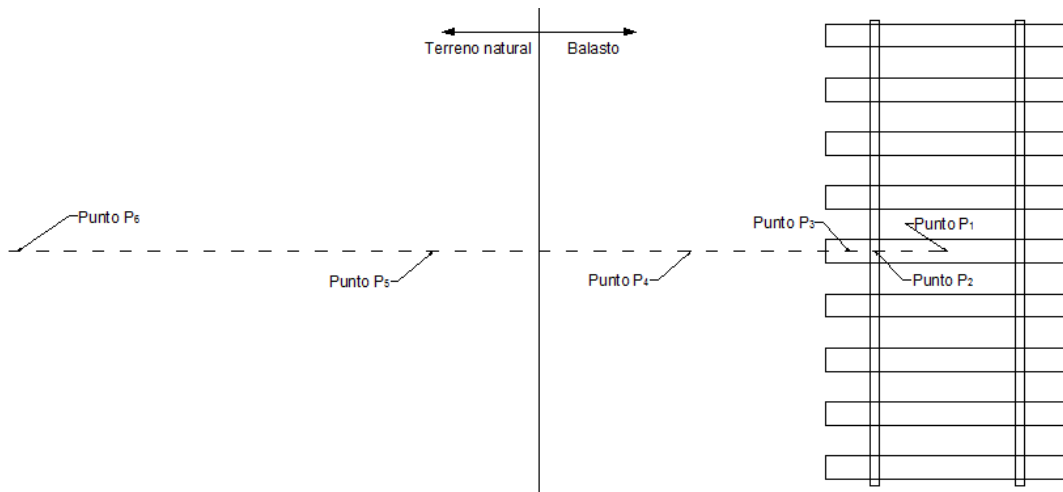 Terreno natural
Balasto
Punto P₆
Punto P₃
Punto P₁
Punto P₅
Punto P₄
Punto P₂